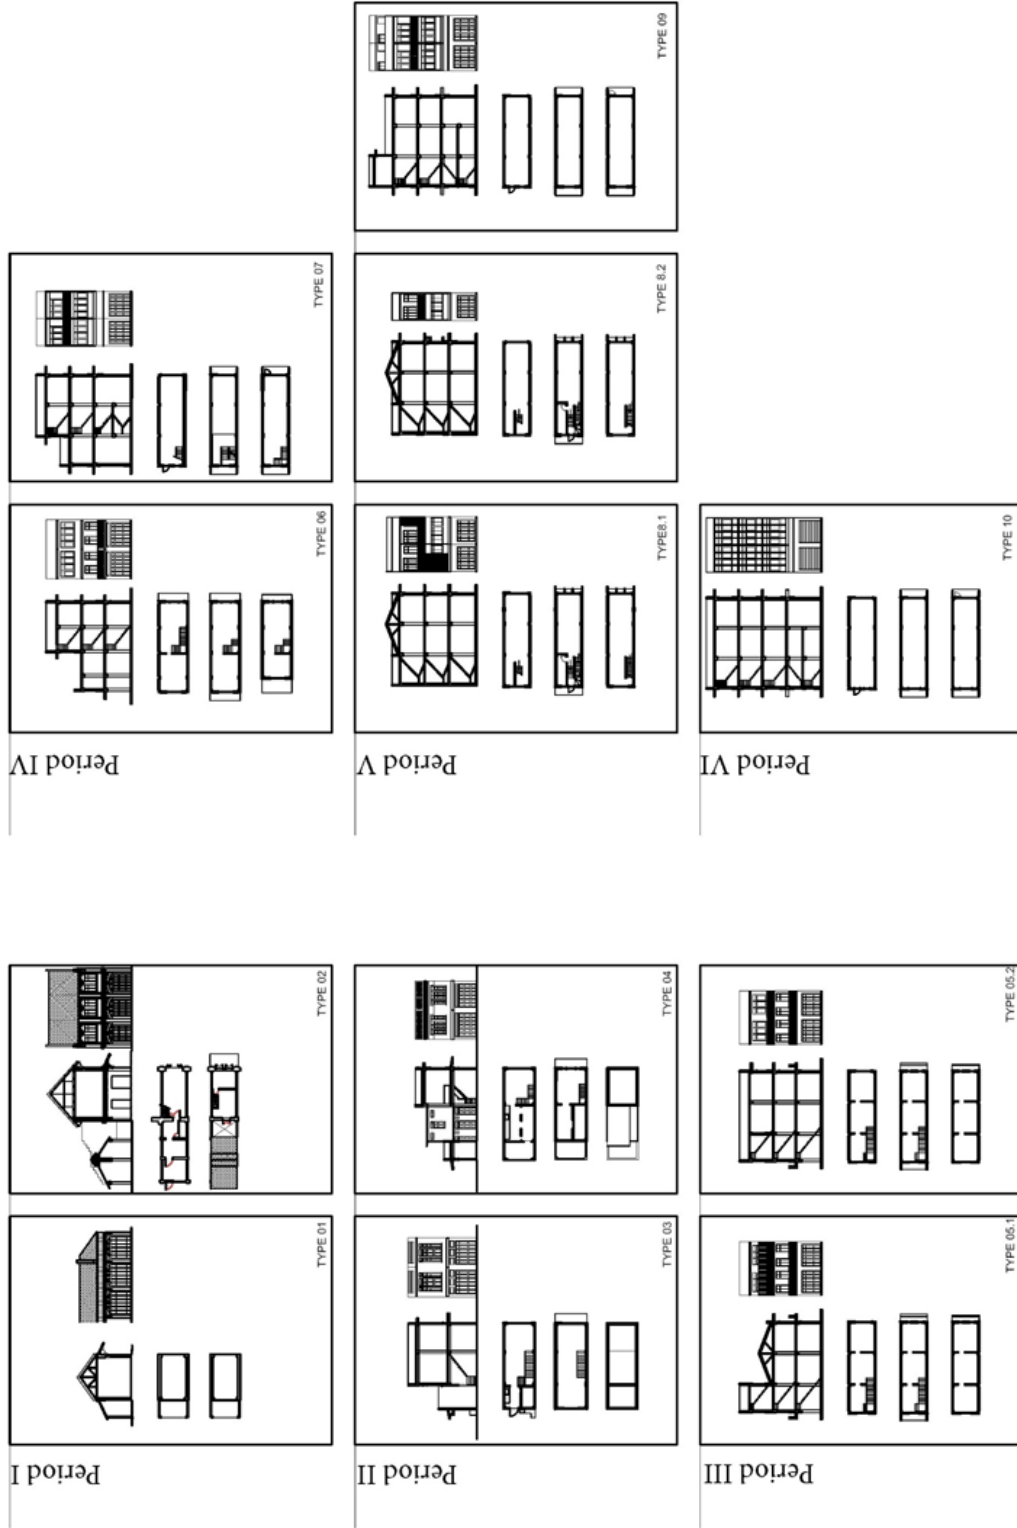 Period I
TYPE 01
TYPE 02
Period II
TYPE 03
TYPE 04
Period III
TYPE 05.1
TYPE 05.2
Period IV
TYPE 06
TYPE 07
Period V
TYPE8.1
TYPE 8.2
TYPE 09
Period VI
TYPE 10